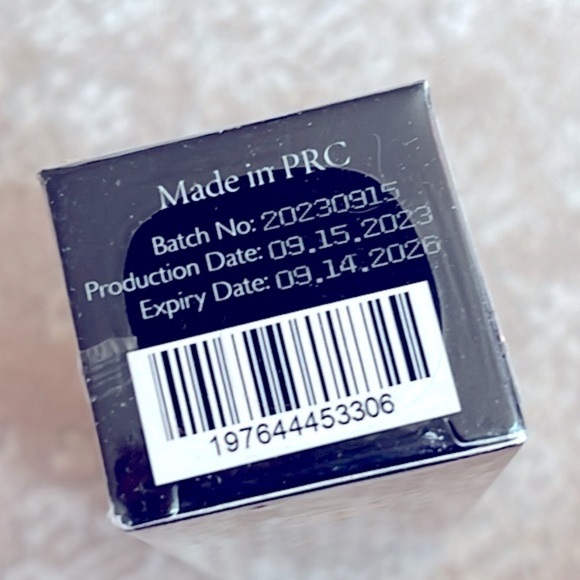 Made in PRC
Batch No: 20230915
Production Date: 09.15.2023
Expiry Date: 09.14.2026
197644453306